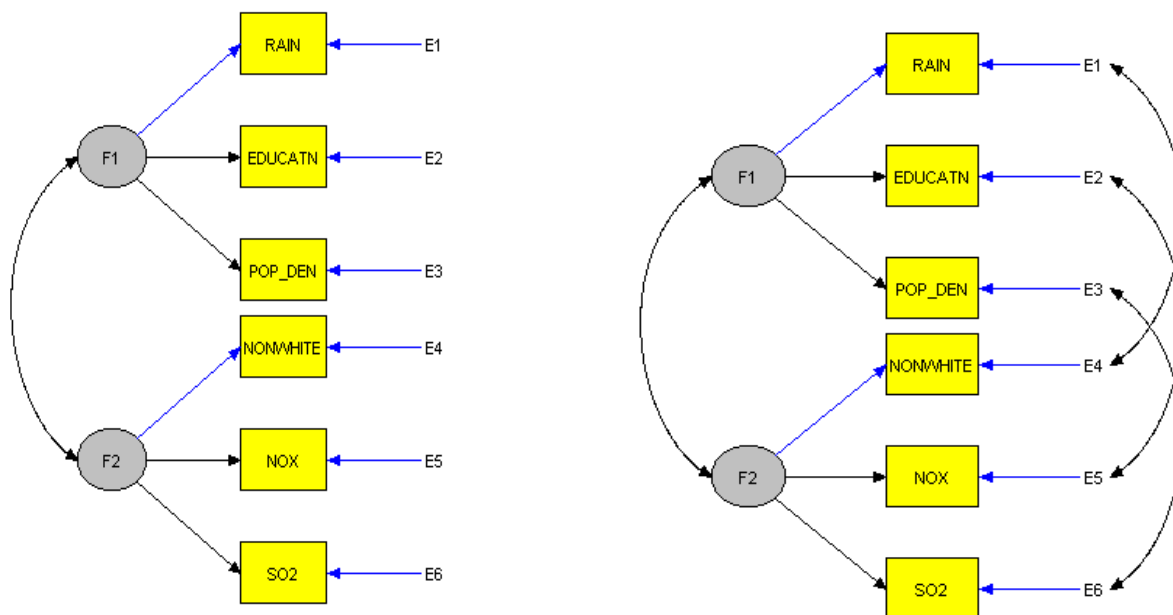 RAIN
E1
F1
EDUCATN
E2
POP_DEN
E3
NONWHITE
E4
F2
NOX
E5
SO2
E6
RAIN
E1
F1
EDUCATN
E2
POP_DEN
E3
NONWHITE
E4
F2
NOX
E5
SO2
E6